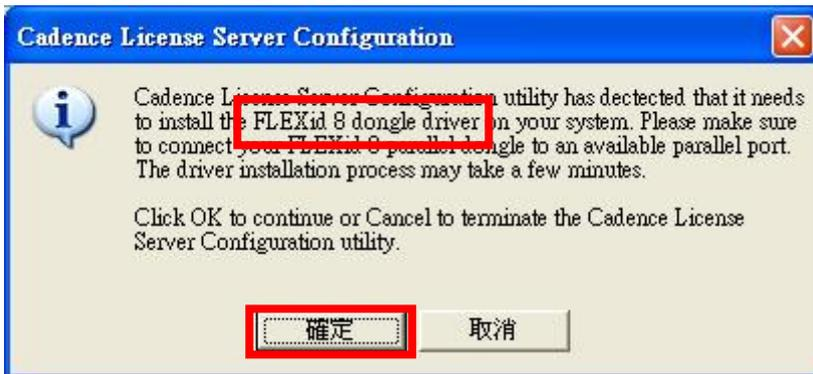 Cadence License Server Configuration
Cadence License Server Configuration utility has dectected that it needs
to install the FLEXid 8 dongle driver on your system. Please make sure
to connect your FLEXid 8 parallel dongle to an available parallel port.
The driver installation process may take a few minutes.
Click OK to continue or Cancel to terminate the Cadence License
Server Configuration utility.
確定 取消